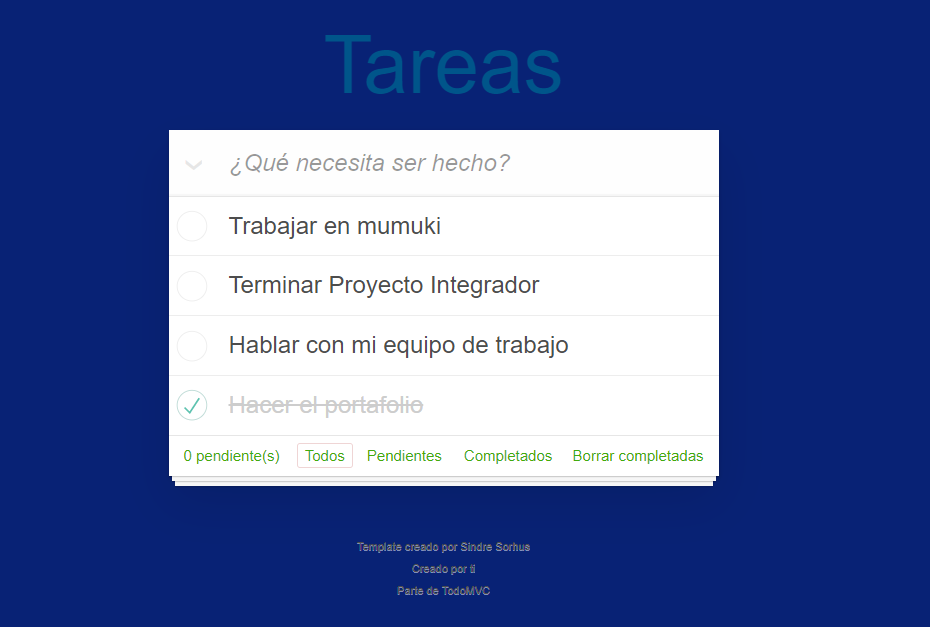 Tareas
¿Qué necesita ser hecho?
Trabajar en mumuki
Terminar Proyecto Integrador
Hablar con mi equipo de trabajo
Hacer el portafolio
0 pendiente(s) Todos Pendientes Completados Borrar completadas
Template creado por Sindre Sorhus
Creado por ti
Parte de TodoMVC